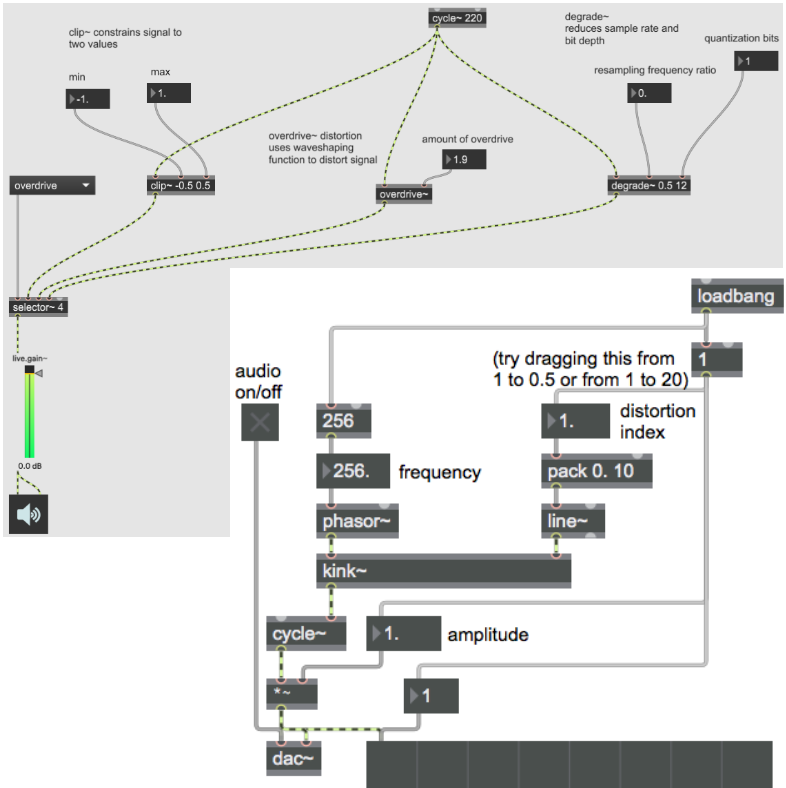 cycle~ 220
degrade~
reduces sample rate and
bit depth
clip~ constrains signal to
two values
quantization bits
1
min
max
resampling frequency ratio
-1.
1.
0.
overdrive~ distortion
uses waveshaping
function to distort signal
amount of overdrive
1.9
overdrive
clip~ -0.5 0.5
overdrive~
degrade~ 0.5 12
selector~ 4
live.gain~
0.0 dB
loadbang
1
(try dragging this from
1 to 0.5 or from 1 to 20)
audio
on/off
256
1.
distortion
index
256.
frequency
pack 0. 10
phasor~
line~
kink~
cycle~
1.
amplitude
*~
1
dac~